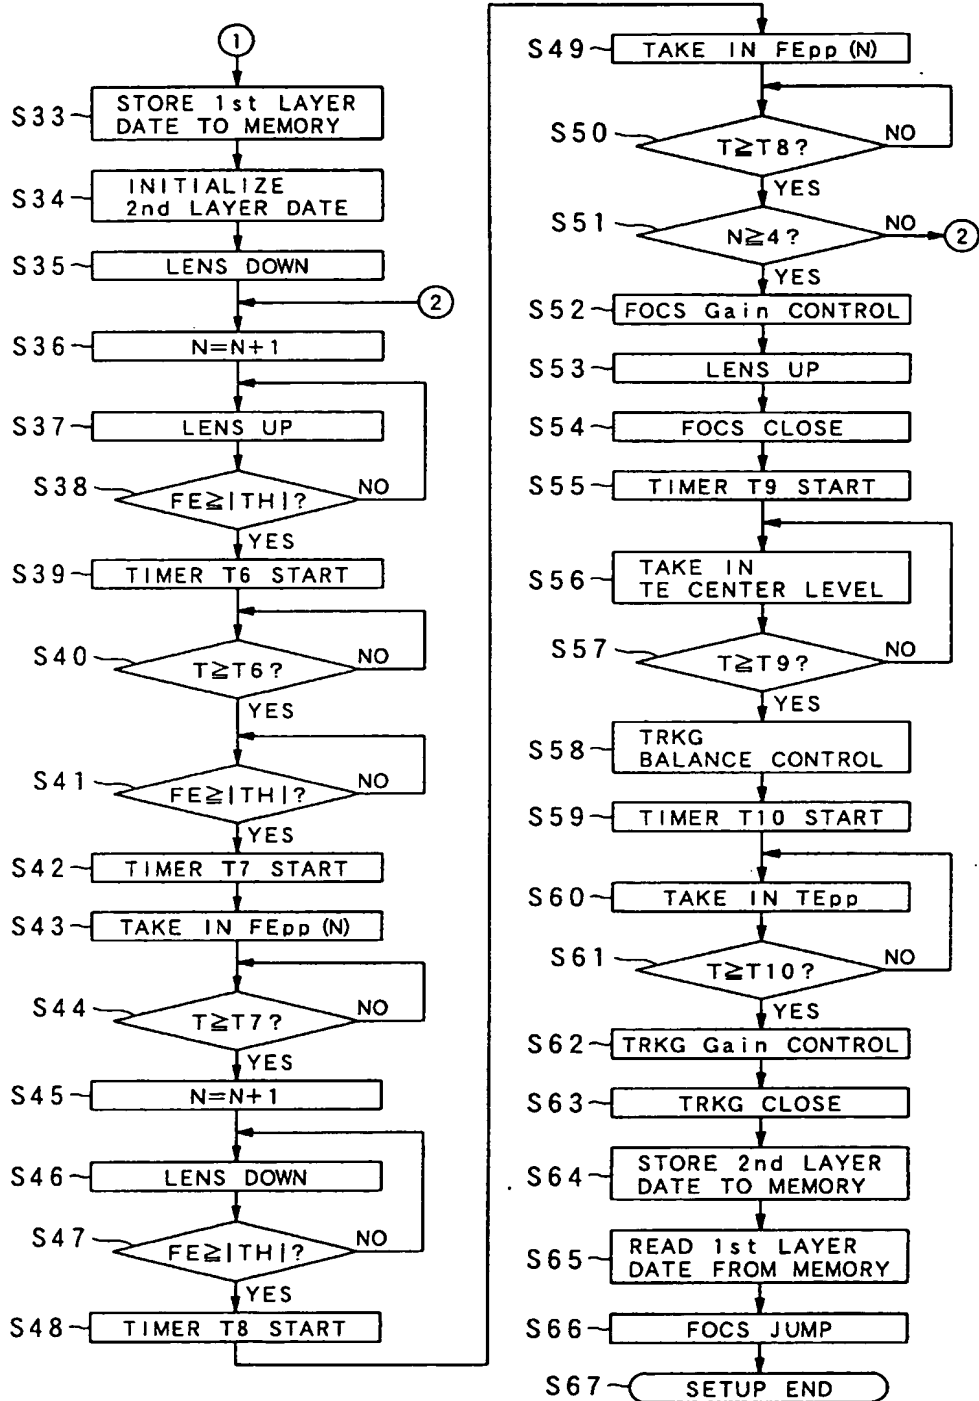 1
S33
STORE 1st LAYER
DATE TO MEMORY
S34
INITIALIZE
2nd LAYER DATE
S35
LENS DOWN
2
S36
N=N+1
S37
LENS UP
S38
FE≧|TH|?
NO
YES
S39
TIMER T6 START
S40
T≧T6?
NO
YES
S41
FE≧|TH|?
NO
YES
S42
TIMER T7 START
S43
TAKE IN FEpp (N)
S44
T≧T7?
NO
YES
S45
N=N+1
S46
LENS DOWN
S47
FE≧|TH|?
NO
YES
S48
TIMER T8 START
S49
TAKE IN FEpp (N)
S50
T≧T8?
NO
YES
S51
N≧4?
NO
2
YES
S52
FOCS Gain CONTROL
S53
LENS UP
S54
FOCS CLOSE
S55
TIMER T9 START
S56
TAKE IN
TE CENTER LEVEL
S57
T≧T9?
NO
YES
S58
TRKG
BALANCE CONTROL
S59
TIMER T10 START
S60
TAKE IN TEpp
S61
T≧T10?
NO
YES
S62
TRKG Gain CONTROL
S63
TRKG CLOSE
S64
STORE 2nd LAYER
DATE TO MEMORY
S65
READ 1st LAYER
DATE FROM MEMORY
S66
FOCS JUMP
S67
SETUP END